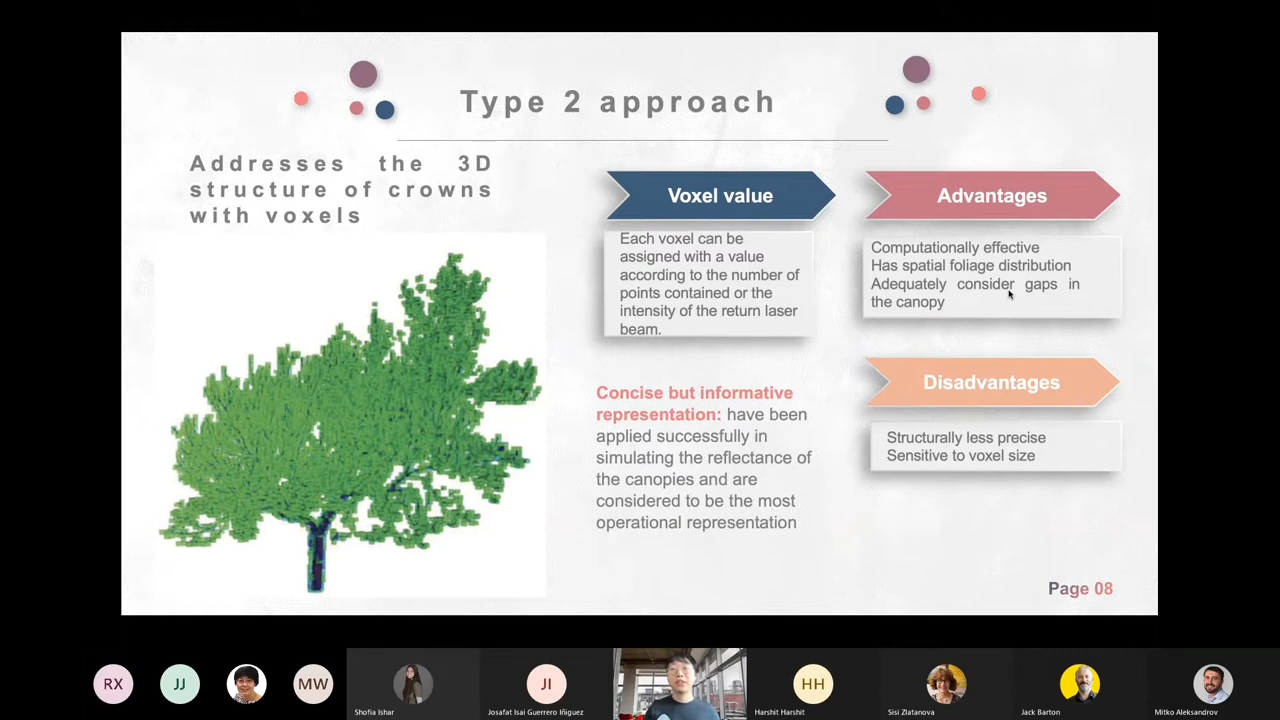 Type 2 approach
Addresses the 3D
structure of crowns
with voxels
Voxel value
Each voxel can be
assigned with a value
according to the number of
points contained or the
intensity of the return laser
beam.
Concise but informative
representation: have been
applied successfully in
simulating the reflectance of
the canopies and are
considered to be the most
operational representation
Advantages
Computationally effective
Has spatial foliage distribution
Adequately consider gaps in
the canopy
Disadvantages
Structurally less precise
Sensitive to voxel size
Page 08
RX
JJ
MW
Shofia Ishar
JI
Josafat Isai Guerrero Iñiguez
HH
Harshit Harshit
Sisi Zlatanova
Jack Barton
Mitko Aleksandrov